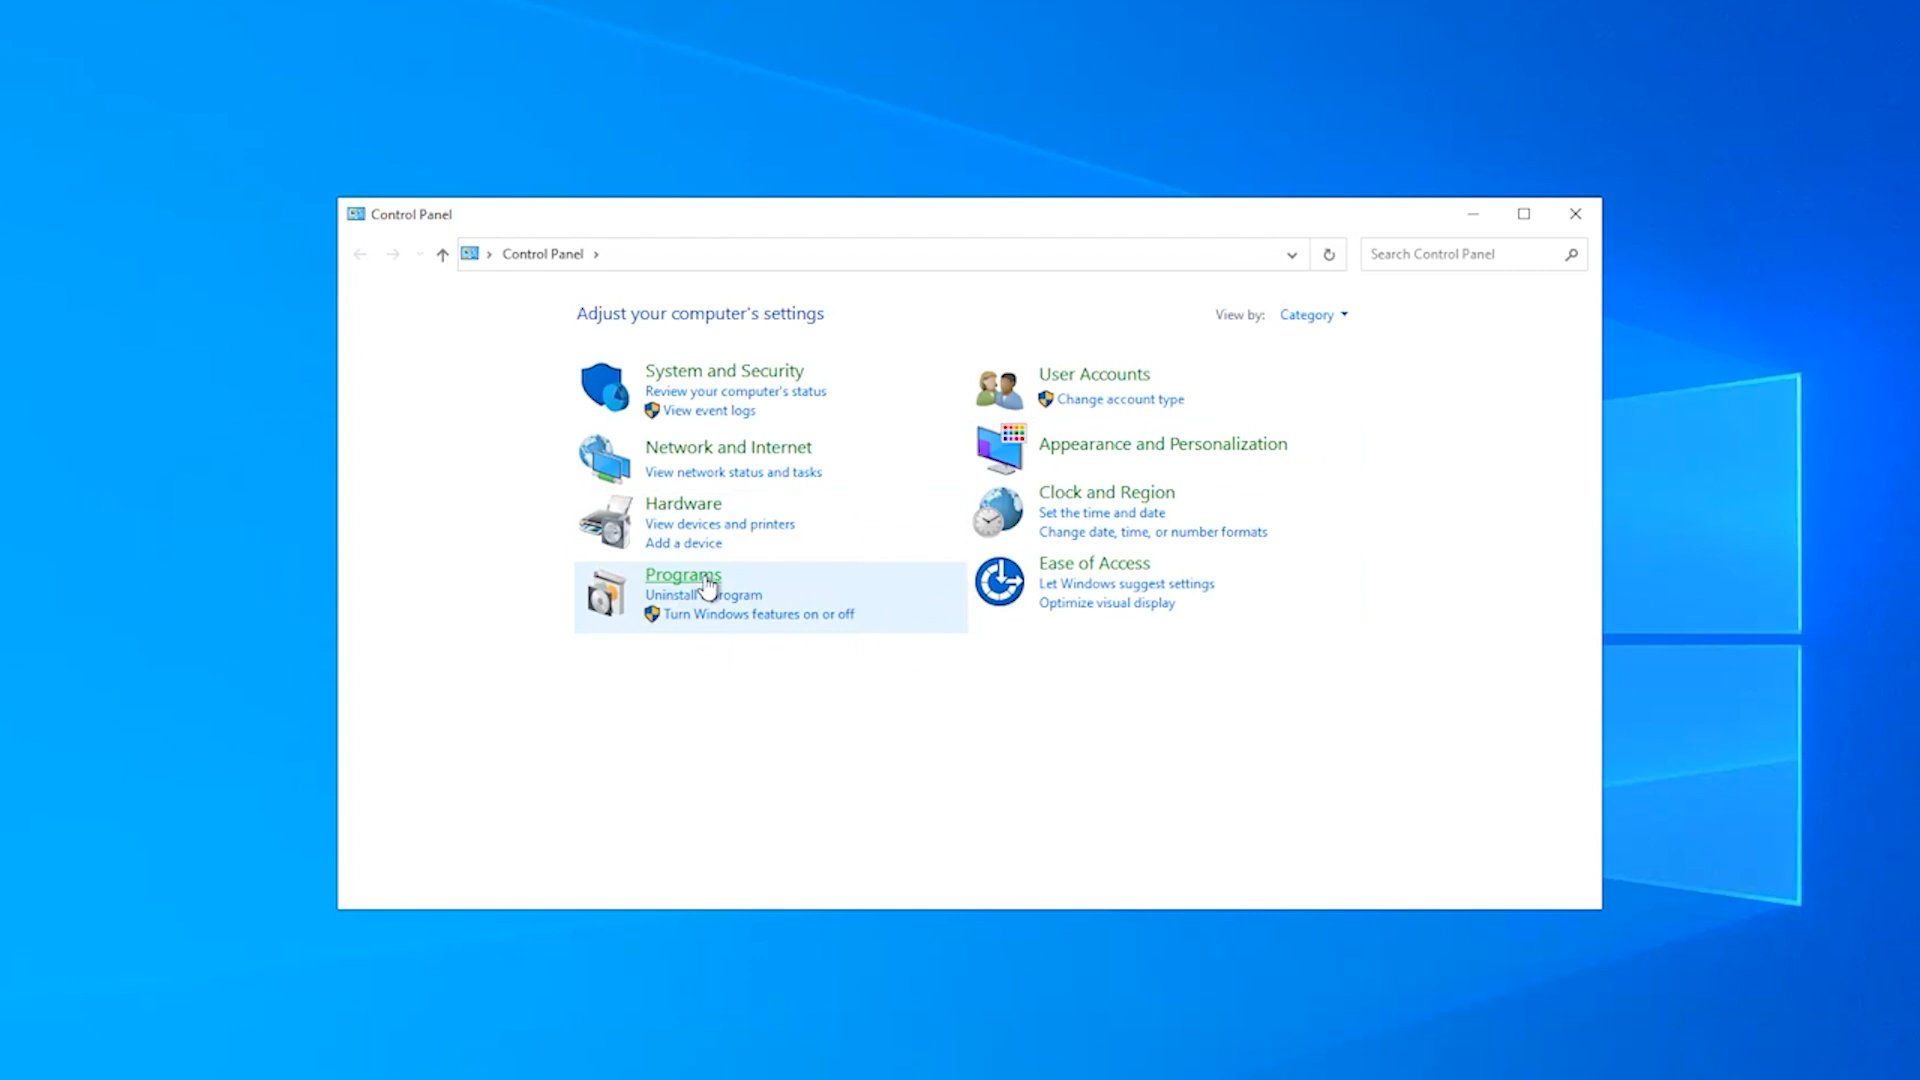 Control Panel
Control Panel
Search Control Panel
Adjust your computer's settings
View by: Category
System and Security
Review your computer's status
View event logs
Network and Internet
View network status and tasks
Hardware
View devices and printers
Add a device
Programs
Uninstall program
Turn Windows features on or off
User Accounts
Change account type
Appearance and Personalization
Clock and Region
Set the time and date
Change date, time, or number formats
Ease of Access
Let Windows suggest settings
Optimize visual display